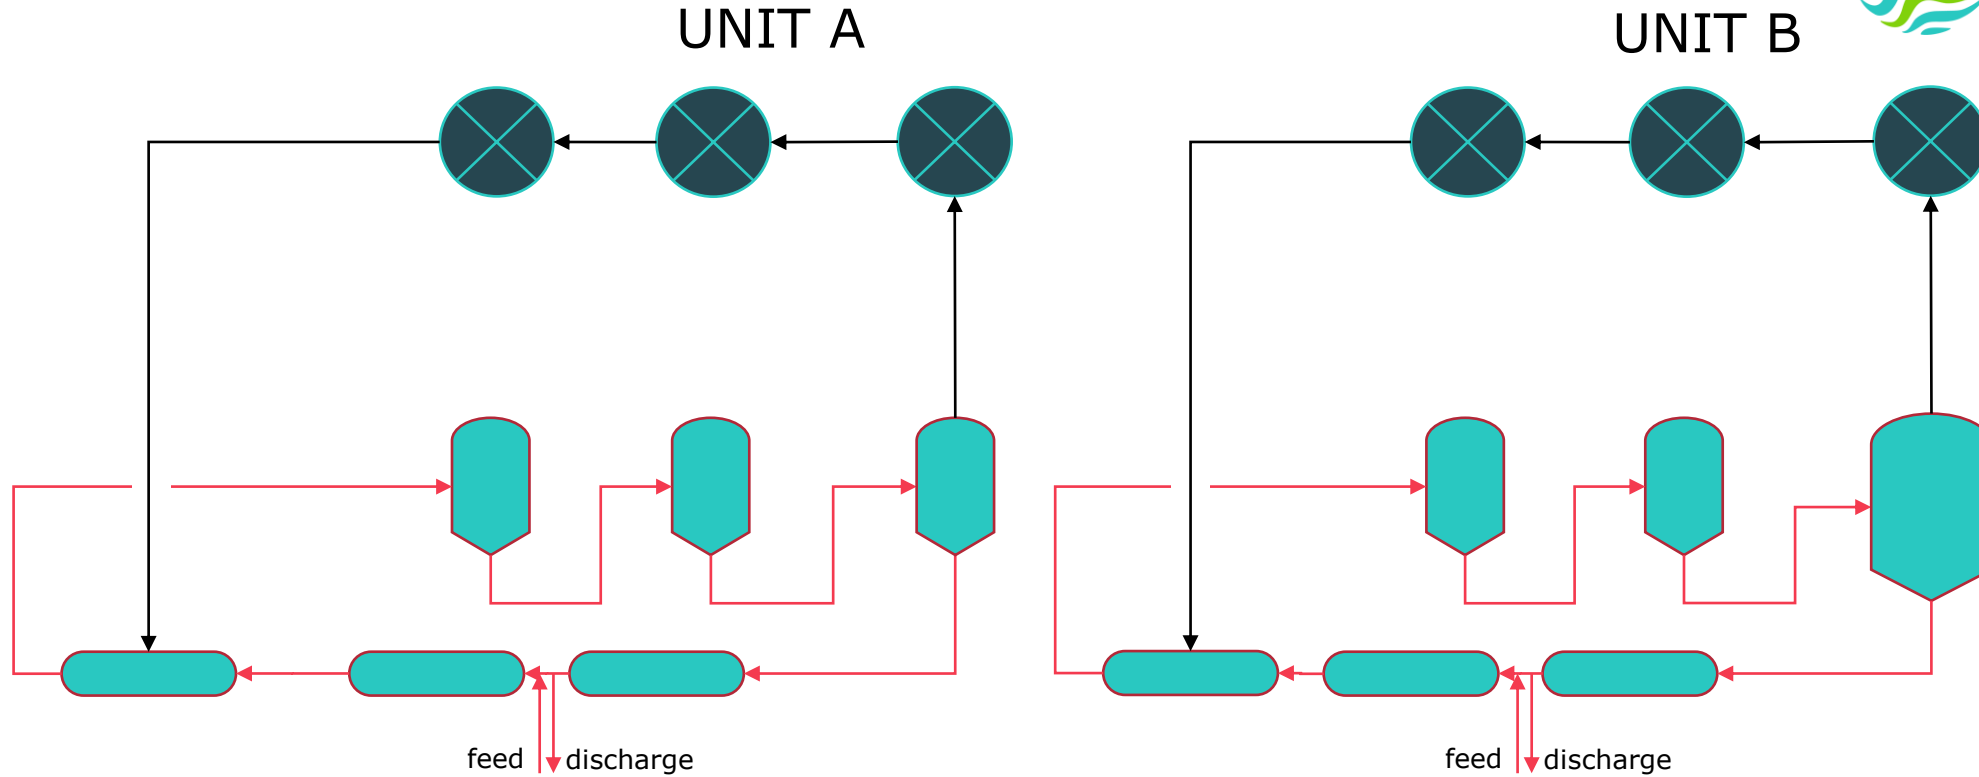 UNIT A
UNIT B
feed
discharge
feed
discharge